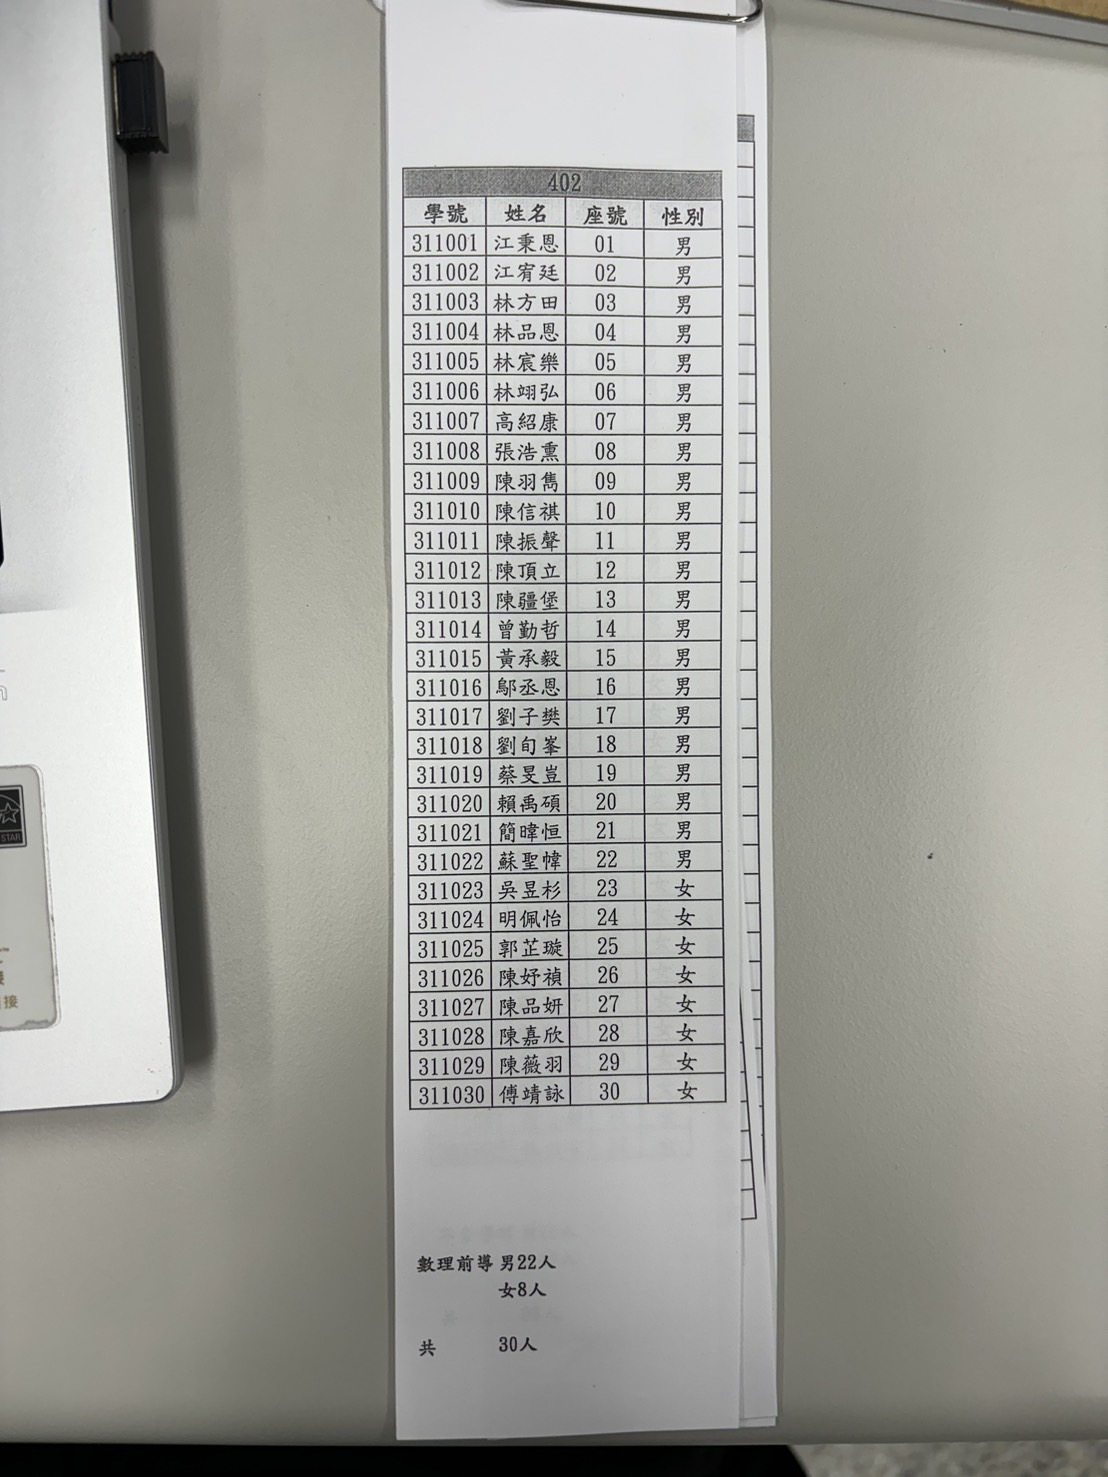 402
學號 姓名 座號 性別
311001 江秉恩 01 男
311002 江宥廷 02 男
311003 林方田 03 男
311004 林品恩 04 男
311005 林宸樂 05 男
311006 林翊弘 06 男
311007 高紹康 07 男
311008 張浩熏 08 男
311009 陳羽雋 09 男
311010 陳信祺 10 男
311011 陳振聲 11 男
311012 陳頂立 12 男
311013 陳疆堡 13 男
311014 曾勤哲 14 男
311015 黃承毅 15 男
311016 鄔丞恩 16 男
311017 劉子樊 17 男
311018 劉旬峯 18 男
311019 蔡旻豈 19 男
311020 賴禹碩 20 男
311021 簡暐恒 21 男
311022 蘇聖幃 22 男
311023 吳昱杉 23 女
311024 明佩怡 24 女
311025 郭芷璇 25 女
311026 陳妤禎 26 女
311027 陳品妍 27 女
311028 陳嘉欣 28 女
311029 陳薇羽 29 女
311030 傅靖詠 30 女
數理前導 男22人
女8人
共 30人
STAR
接